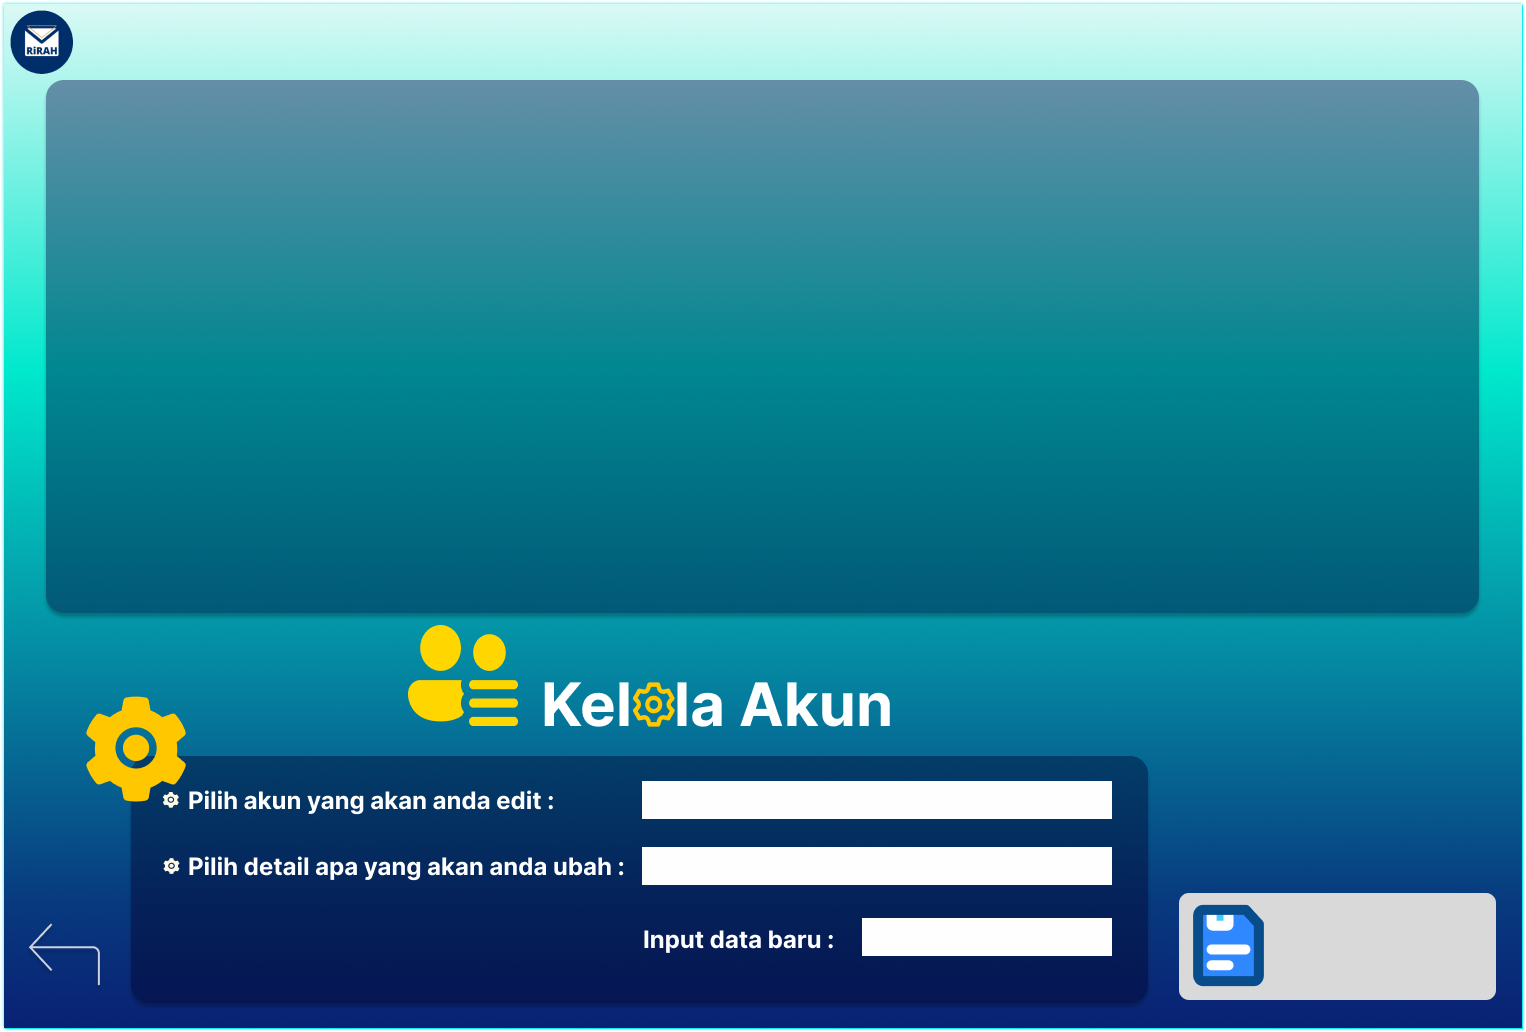 RiRAH
Kelola Akun
Pilih akun yang akan anda edit :
Pilih detail apa yang akan anda ubah :
Input data baru :